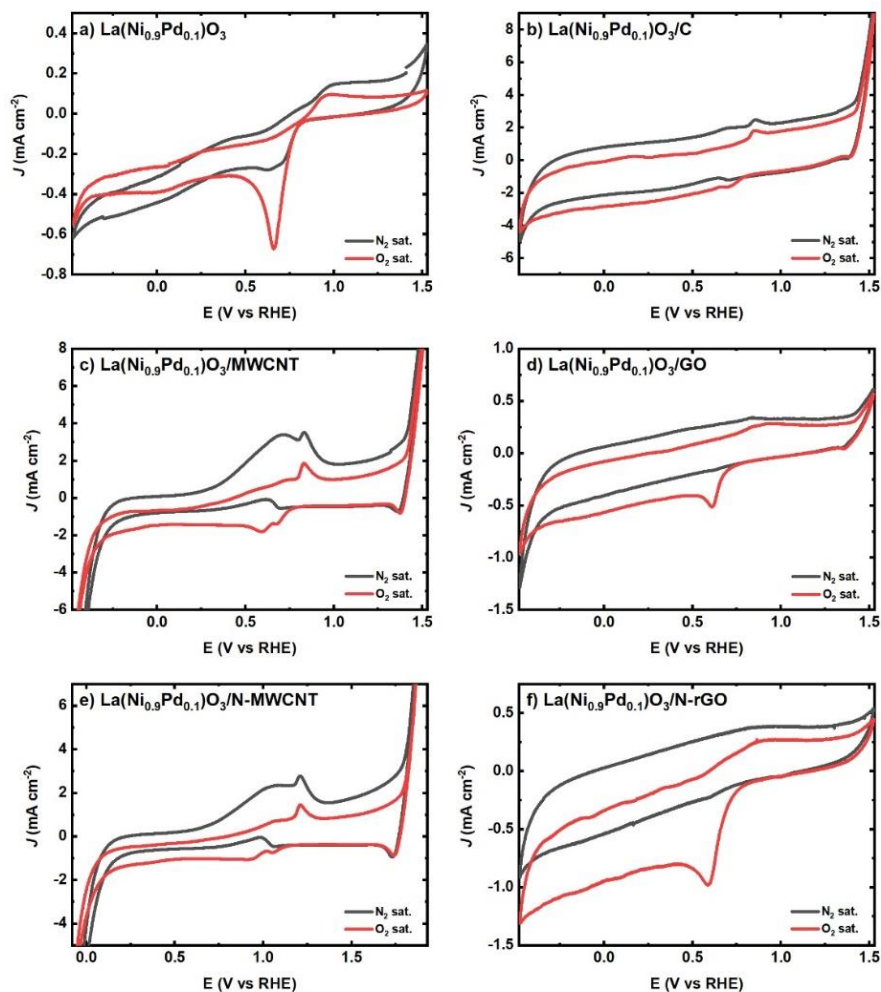 a) La(Ni₀.₉Pd₀.₁)O₃
0.4
0.2
0.0
-0.2
-0.4
-0.6
-0.8
J (mA cm⁻²)
N₂ sat.
O₂ sat.
0.0 0.5 1.0 1.5
E (V vs RHE)
b) La(Ni₀.₉Pd₀.₁)O₃/C
8
6
4
2
0
-2
-4
-6
J (mA cm⁻²)
N₂ sat.
O₂ sat.
0.0 0.5 1.0 1.5
E (V vs RHE)
c) La(Ni₀.₉Pd₀.₁)O₃/MWCNT
8
6
4
2
0
-2
-4
-6
J (mA cm⁻²)
N₂ sat.
O₂ sat.
0.0 0.5 1.0 1.5
E (V vs RHE)
d) La(Ni₀.₉Pd₀.₁)O₃/GO
1.0
0.5
0.0
-0.5
-1.0
-1.5
J (mA cm⁻²)
N₂ sat.
O₂ sat.
0.0 0.5 1.0 1.5
E (V vs RHE)
e) La(Ni₀.₉Pd₀.₁)O₃/N-MWCNT
6
4
2
0
-2
-4
J (mA cm⁻²)
N₂ sat.
O₂ sat.
0.0 0.5 1.0 1.5
E (V vs RHE)
f) La(Ni₀.₉Pd₀.₁)O₃/N-rGO
0.5
0.0
-0.5
-1.0
-1.5
J (mA cm⁻²)
N₂ sat.
O₂ sat.
0.0 0.5 1.0 1.5
E (V vs RHE)